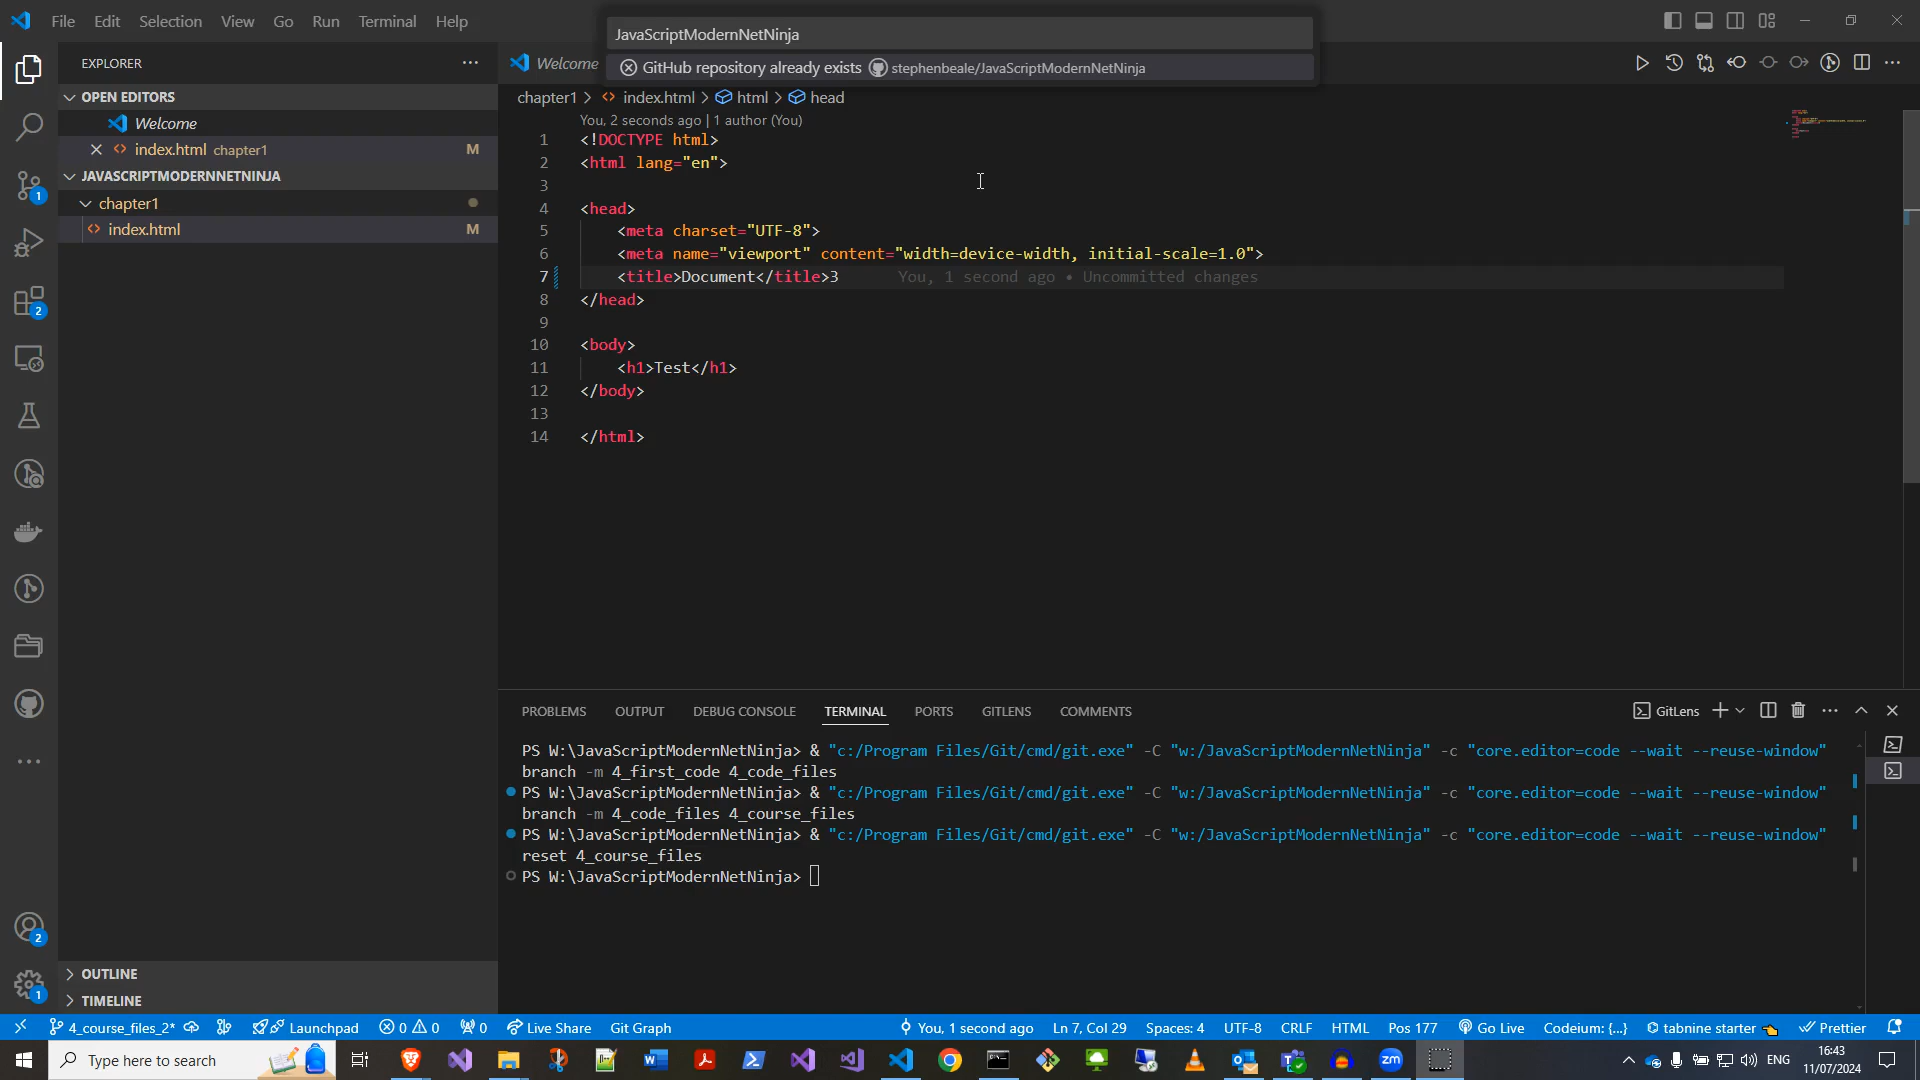 File Edit Selection View Go Run Terminal Help
JavaScriptModernNetNinja
GitHub repository already exists stephenbeale/JavaScriptModernNetNinja
EXPLORER
OPEN EDITORS
Welcome
index.html chapter1 M
JAVASCRIPTMODERNNETNINJA
chapter1
index.html M
OUTLINE
TIMELINE
1
2
2
1
Welcome
chapter1 > index.html > html > head
You, 2 seconds ago | 1 author (You)
1 <!DOCTYPE html>
2 <html lang="en">
3
4 <head>
5 <meta charset="UTF-8">
6 <meta name="viewport" content="width=device-width, initial-scale=1.0">
7 <title>Document</title>3 You, 1 second ago • Uncommitted changes
8 </head>
9
10 <body>
11 <h1>Test</h1>
12 </body>
13
14 </html>
PROBLEMS OUTPUT DEBUG CONSOLE TERMINAL PORTS GITLENS COMMENTS
GitLens
PS W:\JavaScriptModernNetNinja> & "c:/Program Files/Git/cmd/git.exe" -C "w:/JavaScriptModernNetNinja" -c "core.editor=code --wait --reuse-window"
branch -m 4_first_code 4_code_files
PS W:\JavaScriptModernNetNinja> & "c:/Program Files/Git/cmd/git.exe" -C "w:/JavaScriptModernNetNinja" -c "core.editor=code --wait --reuse-window"
branch -m 4_code_files 4_course_files
PS W:\JavaScriptModernNetNinja> & "c:/Program Files/Git/cmd/git.exe" -C "w:/JavaScriptModernNetNinja" -c "core.editor=code --wait --reuse-window"
reset 4_course_files
PS W:\JavaScriptModernNetNinja>
4_course_files_2* Launchpad 0 0 0 Live Share Git Graph You, 1 second ago Ln 7, Col 29 Spaces: 4 UTF-8 CRLF HTML Pos 177 Go Live Codeium: {...} tabnine starter Prettier
Type here to search
zm
ENG
16:43
11/07/2024